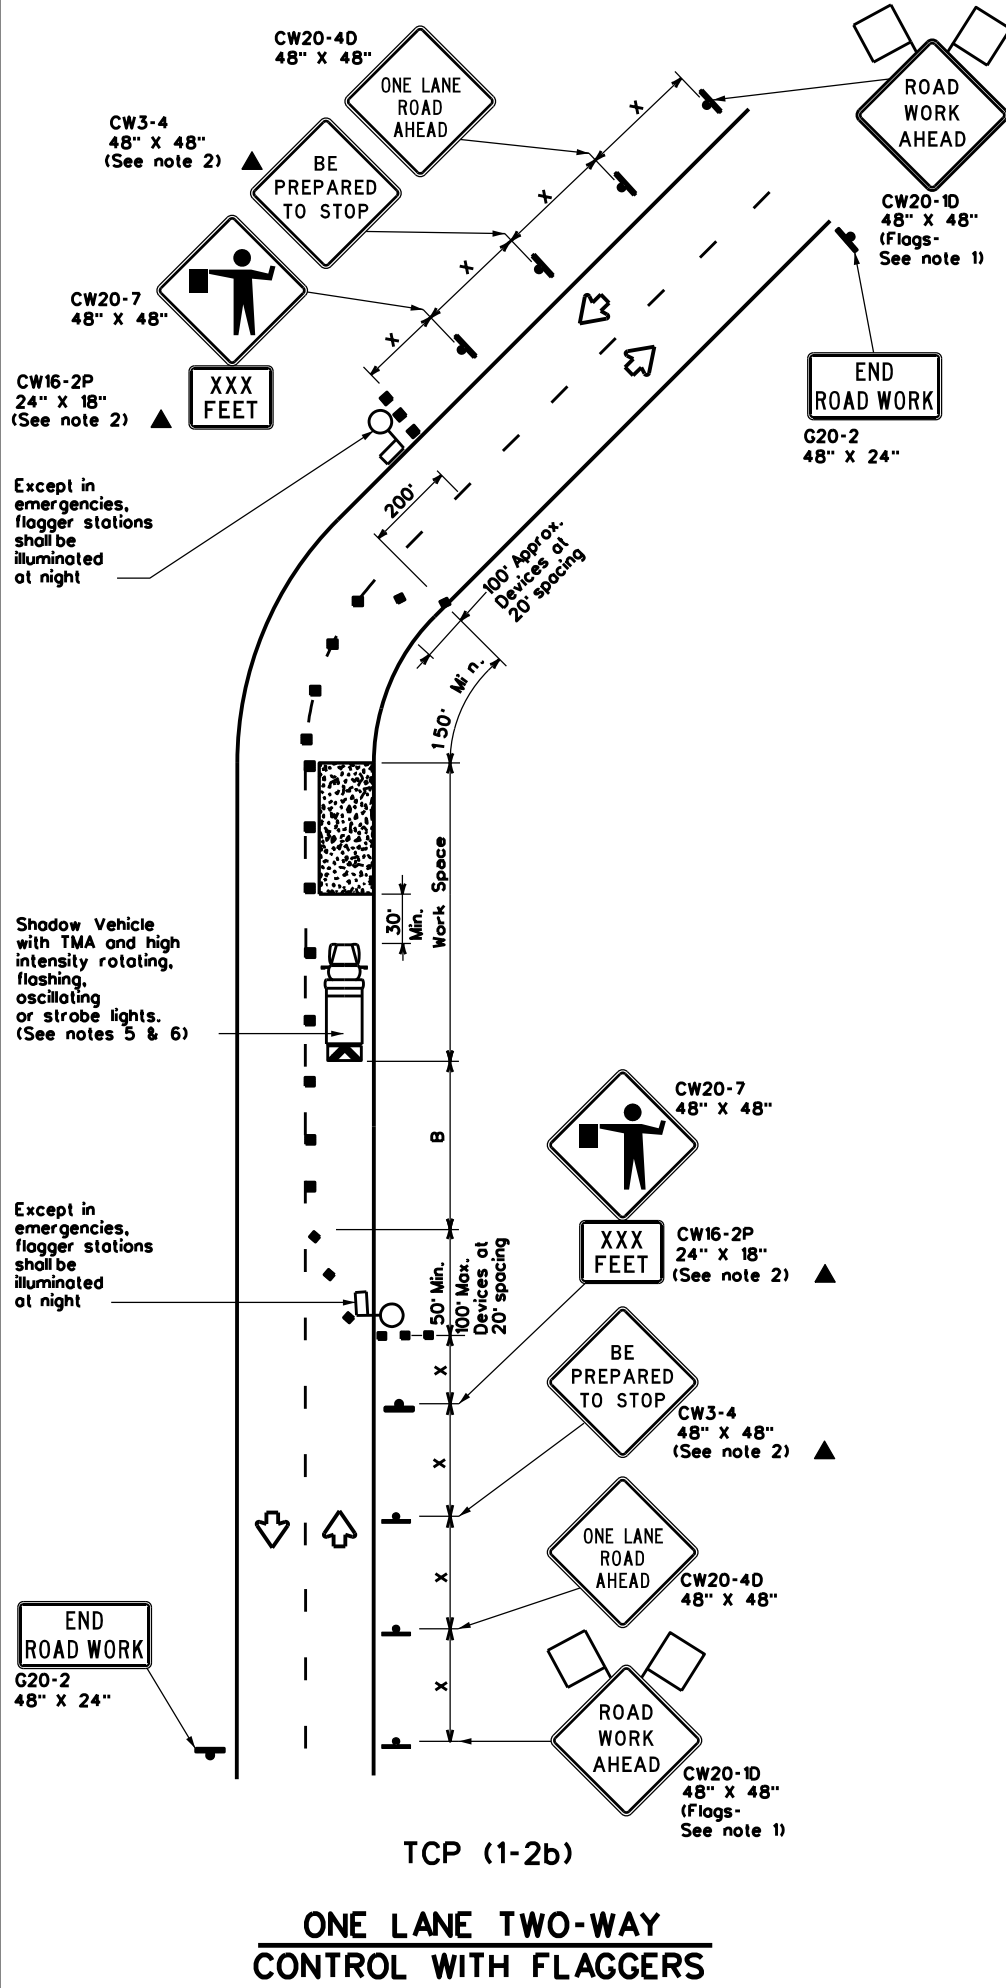 CW20-4D
48" X 48"
ONE LANE
ROAD
AHEAD
ROAD
WORK
AHEAD
CW20-1D
48" X 48"
(Flags-
See note 1)
CW3-4
48" X 48"
(See note 2)
BE
PREPARED
TO STOP
X
X
X
X
CW20-7
48" X 48"
CW16-2P
24" X 18"
(See note 2)
XXX
FEET
END
ROAD WORK
G20-2
48" X 24"
Except in
emergencies,
flagger stations
shall be
illuminated
at night
200'
100' Approx.
Devices at
20' spacing
150' Min.
Work Space
30'
Min.
Shadow Vehicle
with TMA and high
intensity rotating,
flashing,
oscillating
or strobe lights.
(See notes 5 & 6)
B
CW20-7
48" X 48"
XXX
FEET
CW16-2P
24" X 18"
(See note 2)
Except in
emergencies,
flagger stations
shall be
illuminated
at night
50' Min.
100' Max.
Devices at
20' spacing
X
X
X
X
BE
PREPARED
TO STOP
CW3-4
48" X 48"
(See note 2)
ONE LANE
ROAD
AHEAD
CW20-4D
48" X 48"
END
ROAD WORK
G20-2
48" X 24"
ROAD
WORK
AHEAD
CW20-1D
48" X 48"
(Flags-
See note 1)
TCP (1-2b)
ONE LANE TWO-WAY
CONTROL WITH FLAGGERS